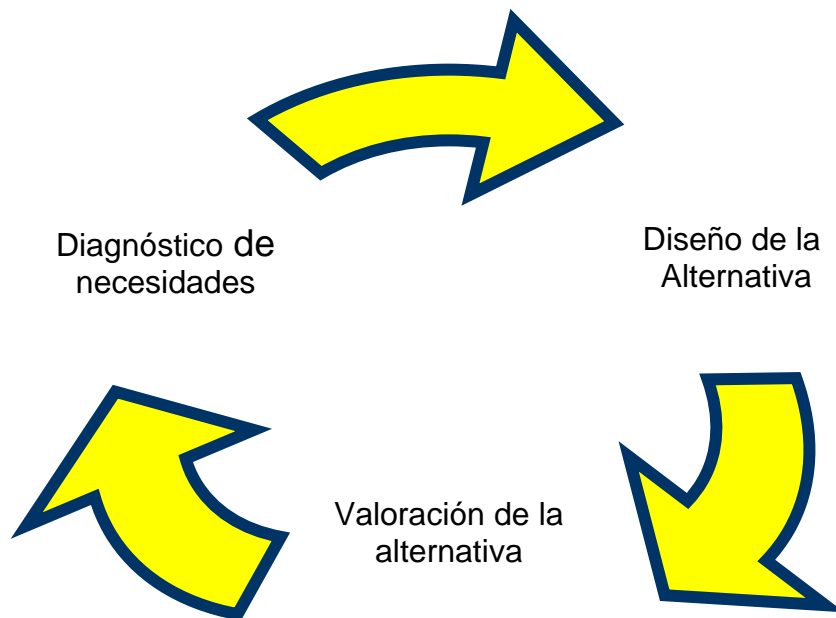 Diagnóstico de
necesidades
Diseño de la
Alternativa
Valoración de la
alternativa